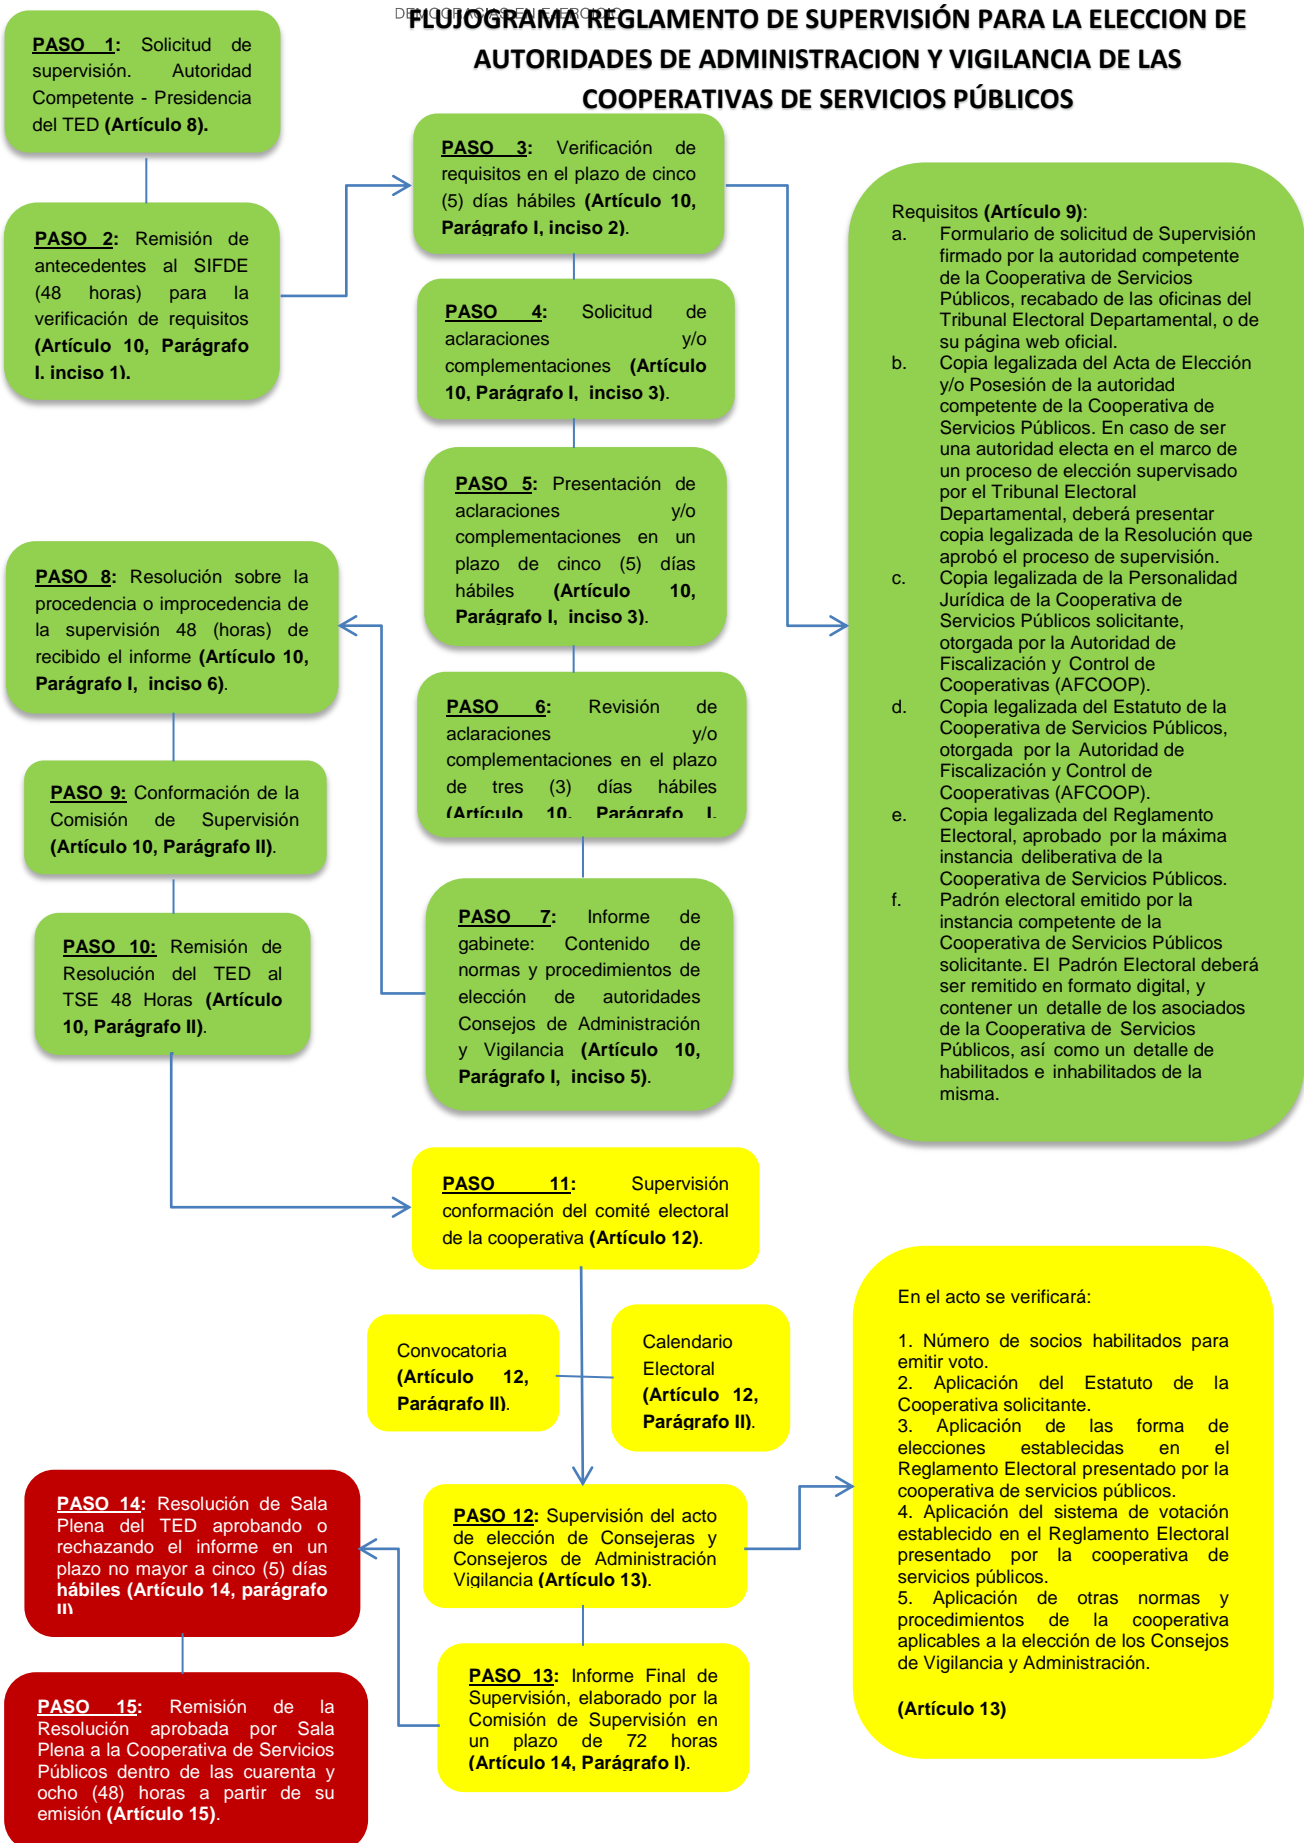 DEMOCRACIAS EN EJERCICIO
FLUJOGRAMA REGLAMENTO DE SUPERVISIÓN PARA LA ELECCION DE
AUTORIDADES DE ADMINISTRACION Y VIGILANCIA DE LAS
COOPERATIVAS DE SERVICIOS PÚBLICOS
PASO 1: Solicitud de
supervisión. Autoridad
Competente - Presidencia
del TED (Artículo 8).
PASO 2: Remisión de
antecedentes al SIFDE
(48 horas) para la
verificación de requisitos
(Artículo 10, Parágrafo
I, inciso 1).
PASO 3: Verificación de
requisitos en el plazo de cinco
(5) días hábiles (Artículo 10,
Parágrafo I, inciso 2).
Requisitos (Artículo 9):
a. Formulario de solicitud de Supervisión
firmado por la autoridad competente
de la Cooperativa de Servicios
Públicos, recabado de las oficinas del
Tribunal Electoral Departamental, o de
su página web oficial.
b. Copia legalizada del Acta de Elección
y/o Posesión de la autoridad
competente de la Cooperativa de
Servicios Públicos. En caso de ser
una autoridad electa en el marco de
un proceso de elección supervisado
por el Tribunal Electoral
Departamental, deberá presentar
copia legalizada de la Resolución que
aprobó el proceso de supervisión.
c. Copia legalizada de la Personalidad
Jurídica de la Cooperativa de
Servicios Públicos solicitante,
otorgada por la Autoridad de
Fiscalización y Control de
Cooperativas (AFCOOP).
d. Copia legalizada del Estatuto de la
Cooperativa de Servicios Públicos,
otorgada por la Autoridad de
Fiscalización y Control de
Cooperativas (AFCOOP).
e. Copia legalizada del Reglamento
Electoral, aprobado por la máxima
instancia deliberativa de la
Cooperativa de Servicios Públicos.
f. Padrón electoral emitido por la
instancia competente de la
Cooperativa de Servicios Públicos
solicitante. El Padrón Electoral deberá
ser remitido en formato digital, y
contener un detalle de los asociados
de la Cooperativa de Servicios
Públicos, así como un detalle de
habilitados e inhabilitados de la
misma.
PASO 4: Solicitud de
aclaraciones y/o
complementaciones (Artículo
10, Parágrafo I, inciso 3).
PASO 5: Presentación de
aclaraciones y/o
complementaciones en un
plazo de cinco (5) días
hábiles (Artículo 10,
Parágrafo I, inciso 3).
PASO 6: Revisión de
aclaraciones y/o
complementaciones en el plazo
de tres (3) días hábiles
(Artículo 10, Parágrafo I,
PASO 7: Informe de
gabinete: Contenido de
normas y procedimientos de
elección de autoridades
Consejos de Administración
y Vigilancia (Artículo 10,
Parágrafo I, inciso 5).
PASO 8: Resolución sobre la
procedencia o improcedencia de
la supervisión 48 (horas) de
recibido el informe (Artículo 10,
Parágrafo I, inciso 6).
PASO 9: Conformación de la
Comisión de Supervisión
(Artículo 10, Parágrafo II).
PASO 10: Remisión de
Resolución del TED al
TSE 48 Horas (Artículo
10, Parágrafo II).
PASO 11: Supervisión
conformación del comité electoral
de la cooperativa (Artículo 12).
Convocatoria
(Artículo 12,
Parágrafo II).
Calendario
Electoral
(Artículo 12,
Parágrafo II).
PASO 12: Supervisión del acto
de elección de Consejeras y
Consejeros de Administración
Vigilancia (Artículo 13).
En el acto se verificará:
1. Número de socios habilitados para
emitir voto.
2. Aplicación del Estatuto de la
Cooperativa solicitante.
3. Aplicación de las forma de
elecciones establecidas en el
Reglamento Electoral presentado por la
cooperativa de servicios públicos.
4. Aplicación del sistema de votación
establecido en el Reglamento Electoral
presentado por la cooperativa de
servicios públicos.
5. Aplicación de otras normas y
procedimientos de la cooperativa
aplicables a la elección de los Consejos
de Vigilancia y Administración.
(Artículo 13)
PASO 13: Informe Final de
Supervisión, elaborado por la
Comisión de Supervisión en
un plazo de 72 horas
(Artículo 14, Parágrafo I).
PASO 14: Resolución de Sala
Plena del TED aprobando o
rechazando el informe en un
plazo no mayor a cinco (5) días
hábiles (Artículo 14, parágrafo
II)
PASO 15: Remisión de la
Resolución aprobada por Sala
Plena a la Cooperativa de Servicios
Públicos dentro de las cuarenta y
ocho (48) horas a partir de su
emisión (Artículo 15).